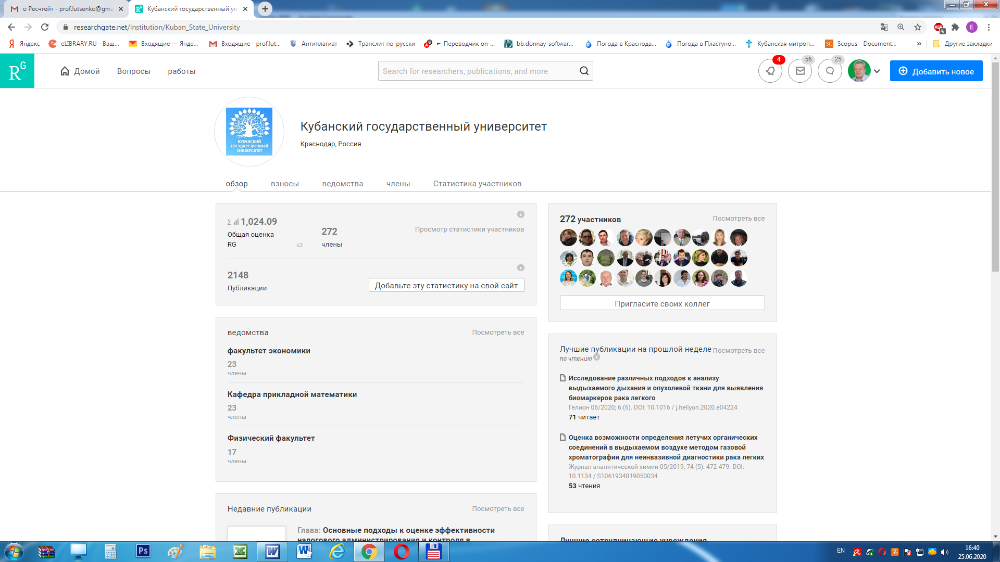 о Ресчгейт - prof.lutsenko@gma
Кубанский государственный ун
researchgate.net/institution/Kuban_State_University
Яндекс
eLIBRARY.RU - Ваш...
Входящие — Янде...
Входящие - prof.lut...
Антиплагиат
Транслит по-русски
► Переводчик on-...
bb.donnay-softwar...
Погода в Краснода...
Погода в Пластуно...
Кубанская митроп...
Scopus - Document...
»
Другие закладки
RG
Домой
Вопросы
работы
Search for researchers, publications, and more
4
56
25
Добавить новое
КУБАНСКИЙ
ГОСУДАРСТВЕННЫЙ
УНИВЕРСИТЕТ
Кубанский государственный университет
Краснодар, Россия
обзор
взносы
ведомства
члены
Статистика участников
Σ 1,024.09
Общая оценка
RG
из
272
члены
Просмотр статистики участников
2148
Публикации
Добавьте эту статистику на свой сайт
ведомства
Посмотреть все
факультет экономики
23
члены
Кафедра прикладной математики
23
члены
Физический факультет
17
члены
Недавние публикации
Посмотреть все
Глава: Основные подходы к оценке эффективности
налогового администрирования и контроля в
272 участников
Посмотреть все
Пригласите своих коллег
Лучшие публикации на прошлой неделе
Посмотреть все
по чтению
Исследование различных подходов к анализу
выдыхаемого дыхания и опухолевой ткани для выявления
биомаркеров рака легкого
Гелион 06/2020; 6 (6). DOI: 10.1016 / j.heliyon.2020.e04224
71 читает
Оценка возможности определения летучих органических
соединений в выдыхаемом воздухе методом газовой
хроматографии для неинвазивной диагностики рака легких
Журнал аналитической химии 05/2019; 74 (5): 472-479. DOI:
10.1134 / S1061934819050034
53 чтения
Лучшие сотрудничающие учреждения
EN
16:40
25.06.2020